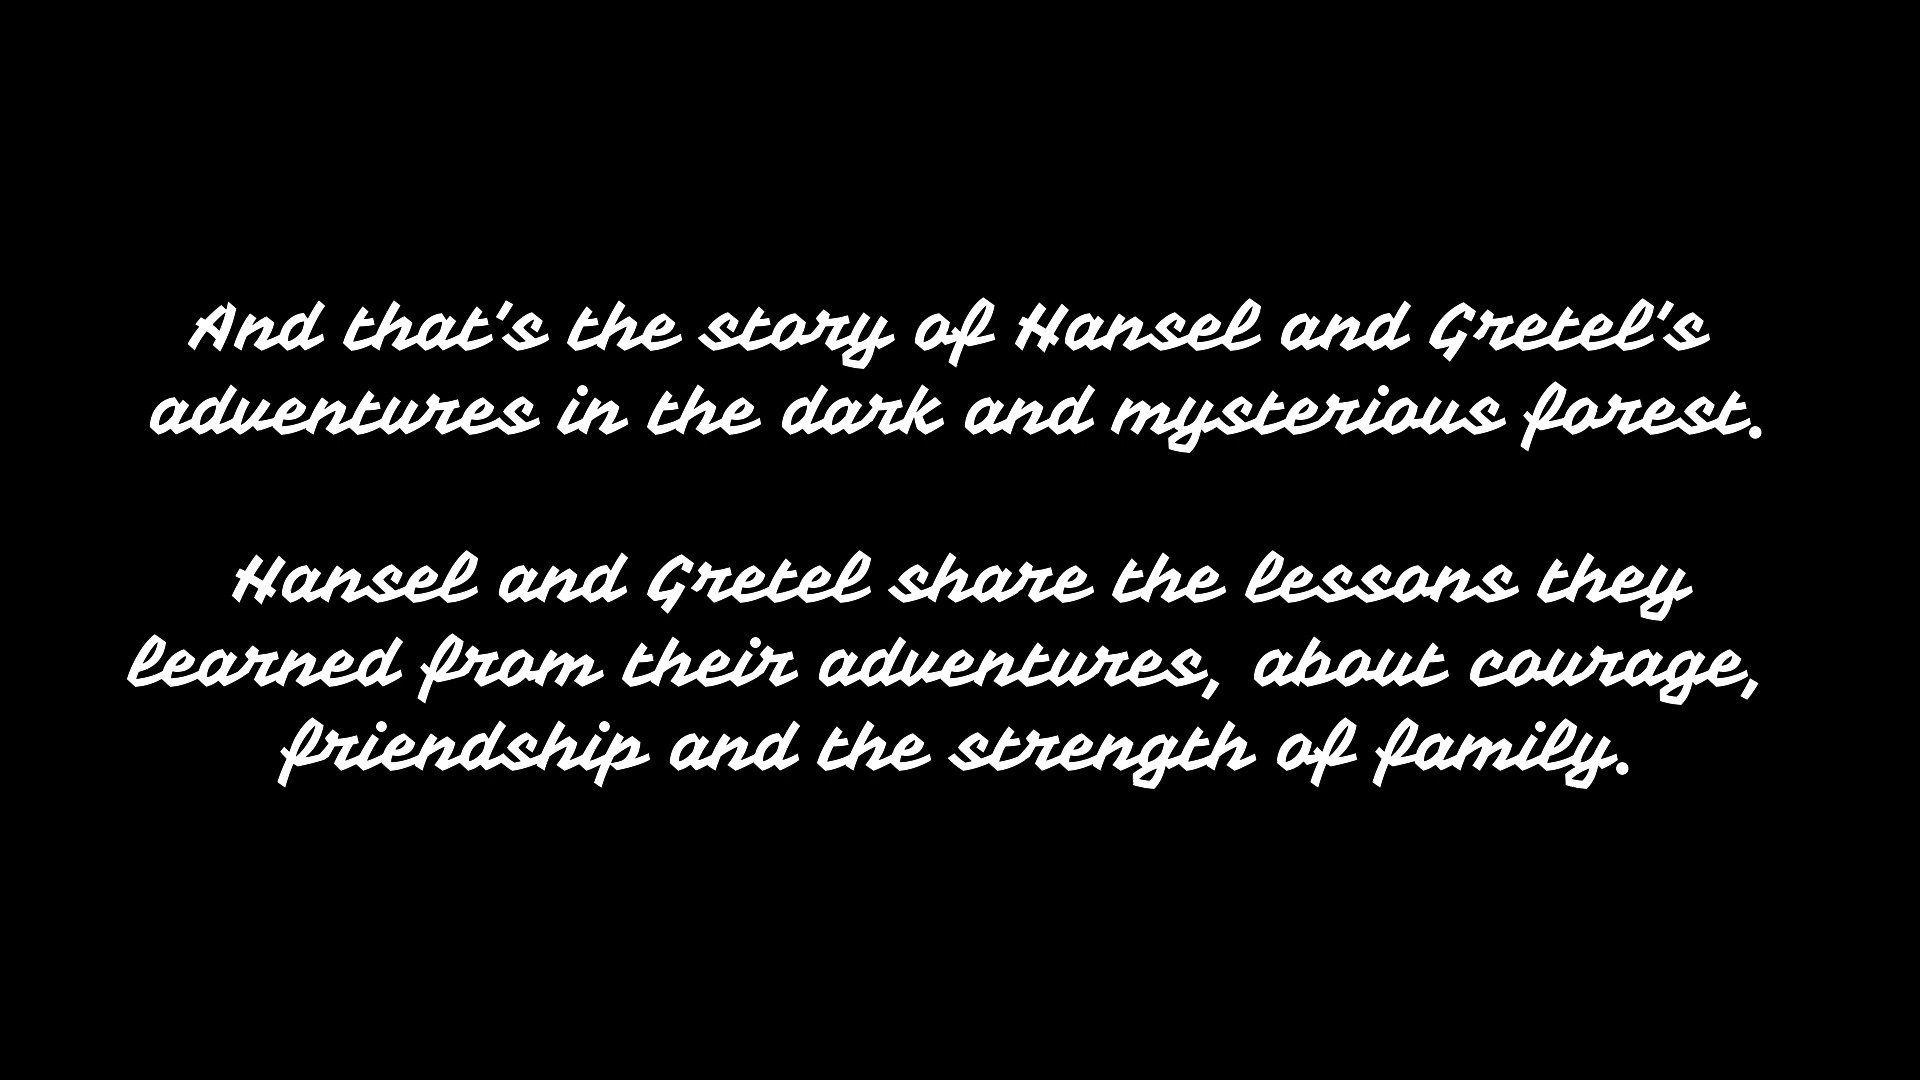 And that's the story of Hansel and Gretel's
adventures in the dark and mysterious forest.
Hansel and Gretel share the lessons they
learned from their adventures, about courage,
friendship and the strength of family.